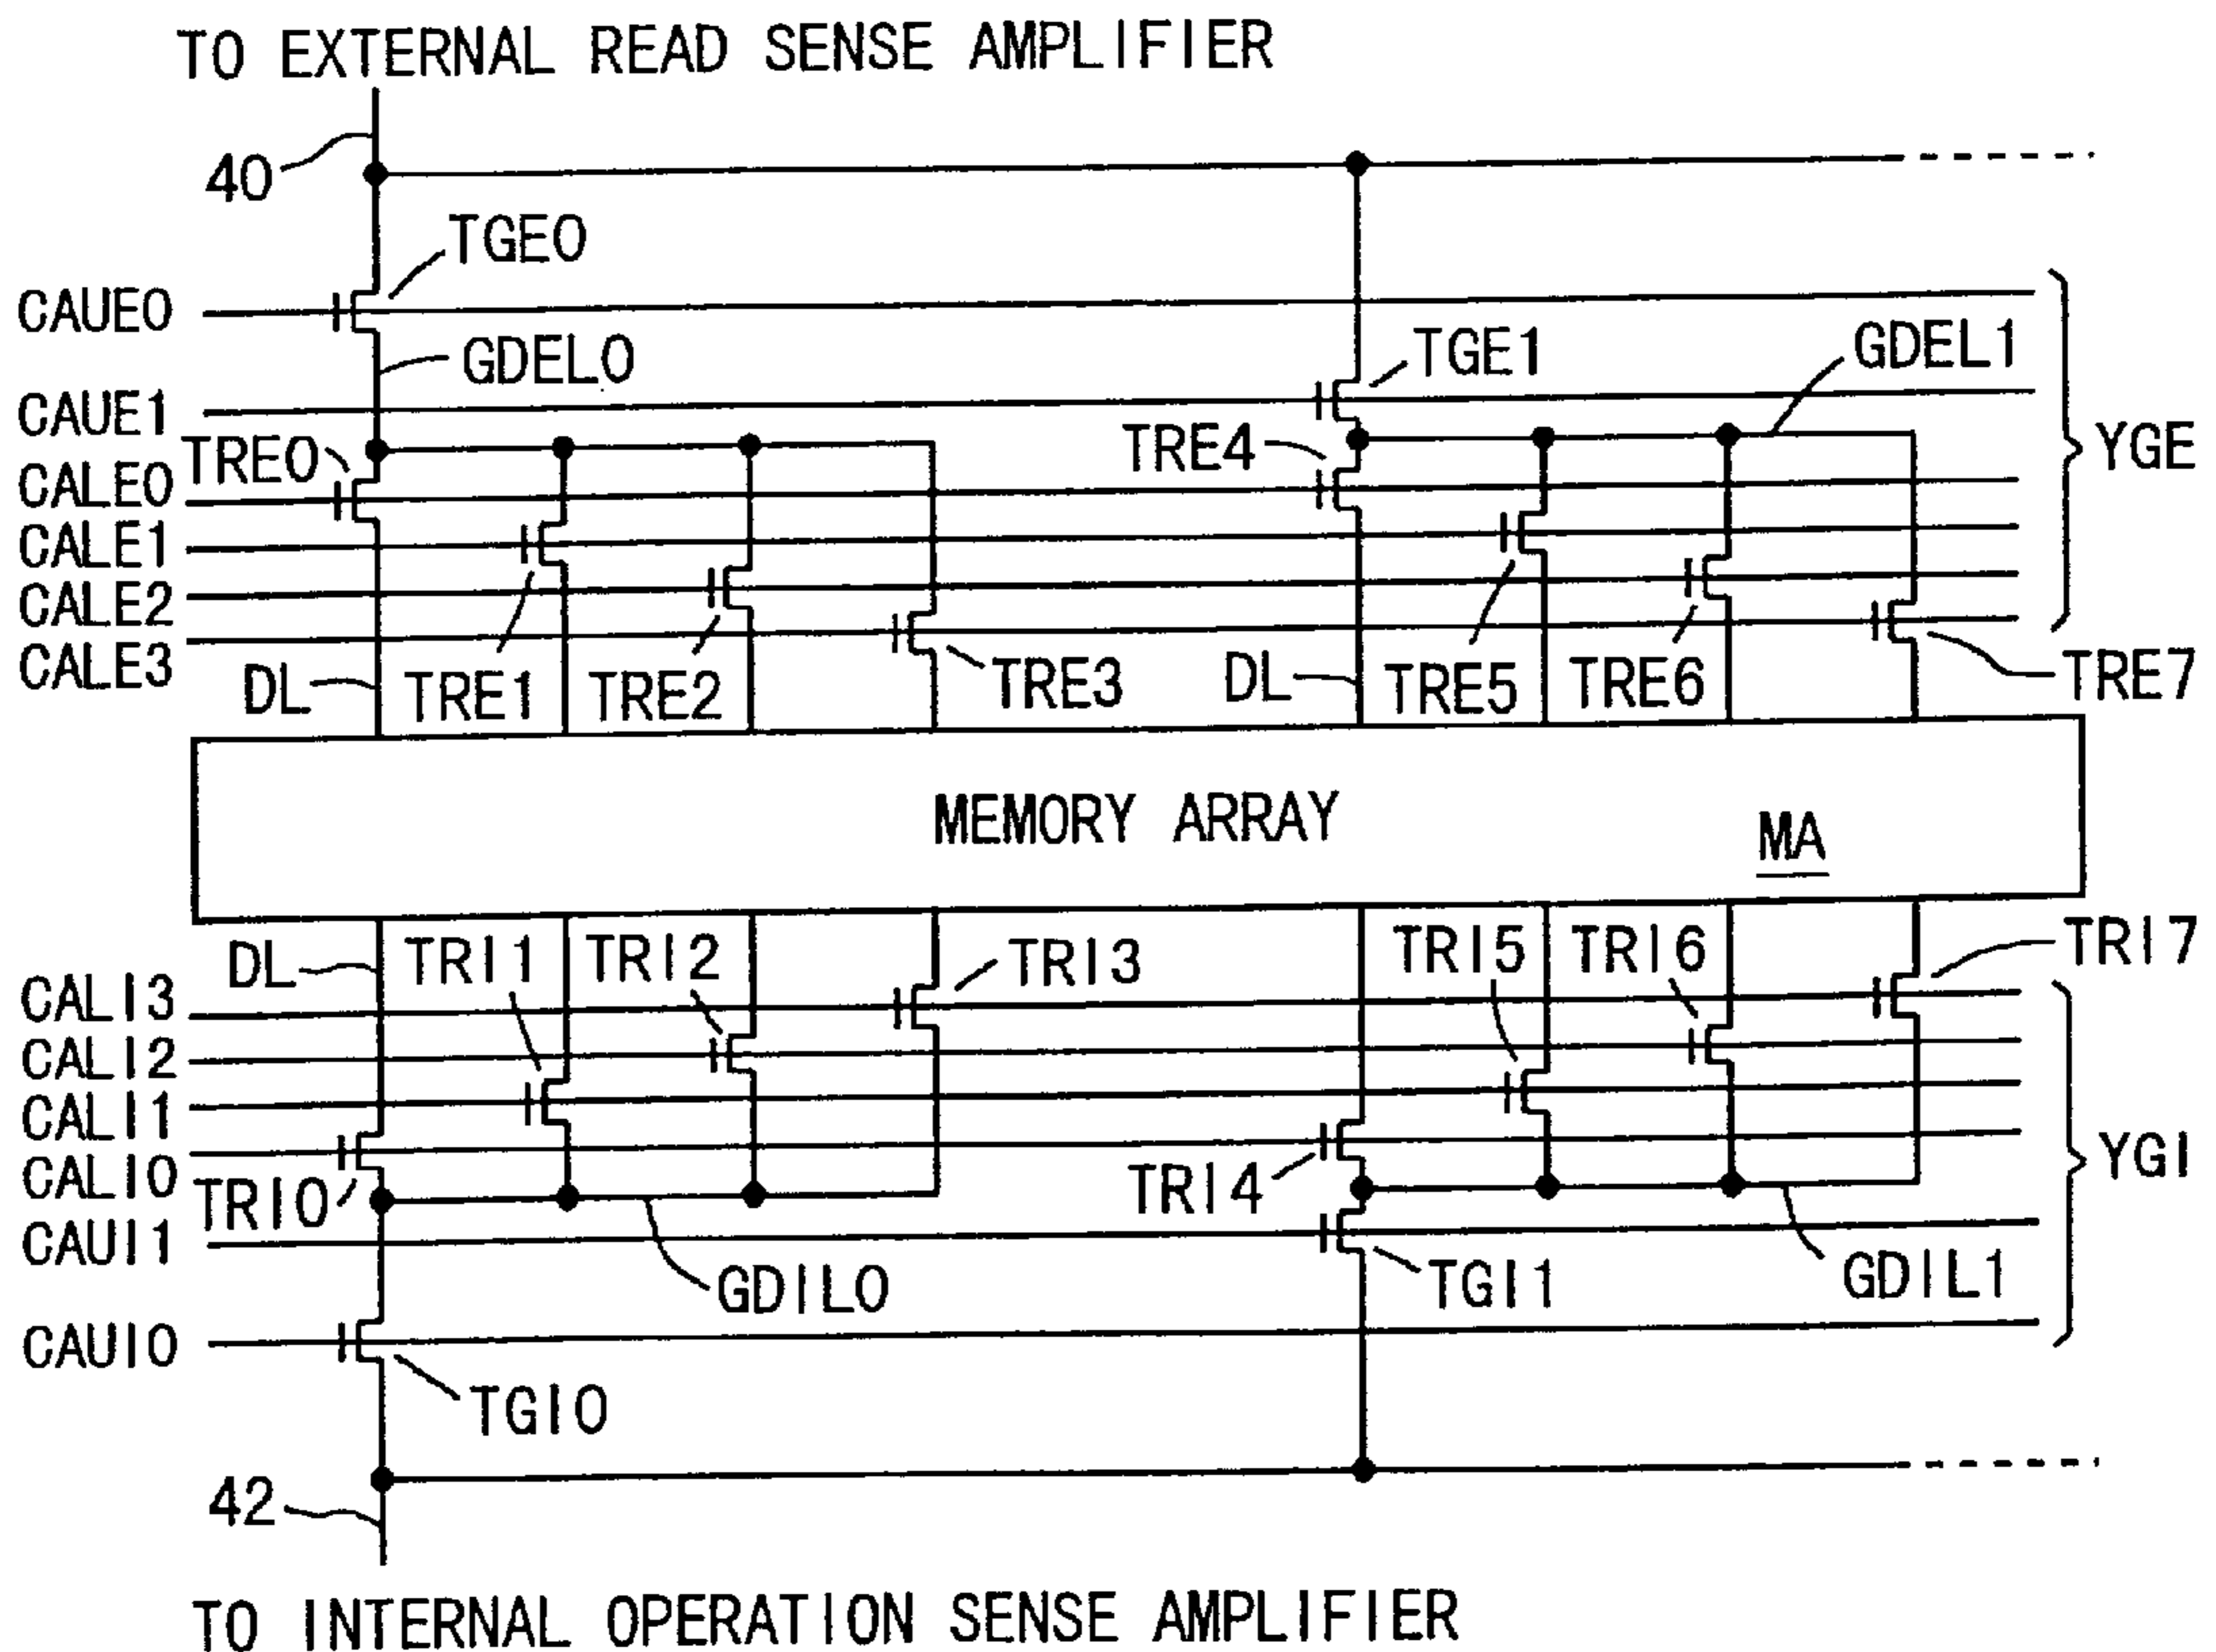 TO EXTERNAL READ SENSE AMPLIFIER
40
TGE0
CAUE0
GDEL0
TGE1
GDEL1
CAUE1
TRE0
TRE4
YGE
CALE0
CALE1
CALE2
CALE3
DL
TRE1
TRE2
TRE3
DL
TRE5
TRE6
TRE7
MEMORY ARRAY
MA
DL
TRI1
TRI2
TRI3
TRI5
TRI6
TRI7
CALI3
CALI2
CALI1
CALI0
TRI0
TRI4
YGI
CAUI1
GDIL0
TGI1
GDIL1
CAUI0
TGI0
42
TO INTERNAL OPERATION SENSE AMPLIFIER